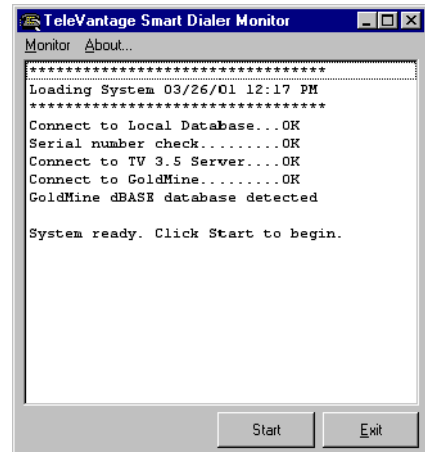 TeleVantage Smart Dialer Monitor
Monitor About...
*********************************
Loading System 03/26/01 12:17 PM
*********************************
Connect to Local Database...OK
Serial number check.........OK
Connect to TV 3.5 Server....OK
Connect to GoldMine.........OK
GoldMine dBASE database detected
System ready. Click Start to begin.
Start Exit